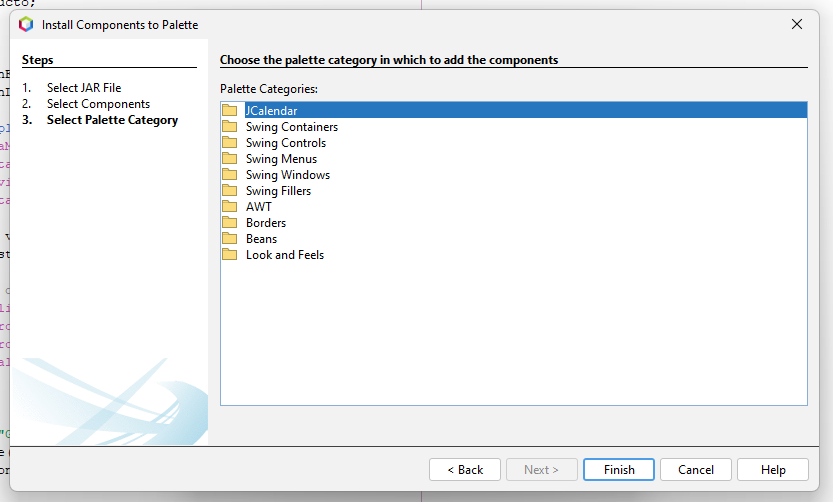 ucto;
Install Components to Palette
Steps
1. Select JAR File
2. Select Components
3. Select Palette Category
Choose the palette category in which to add the components
Palette Categories:
JCalendar
Swing Containers
Swing Controls
Swing Menus
Swing Windows
Swing Fillers
AWT
Borders
Beans
Look and Feels
< Back
Next >
Finish
Cancel
Help